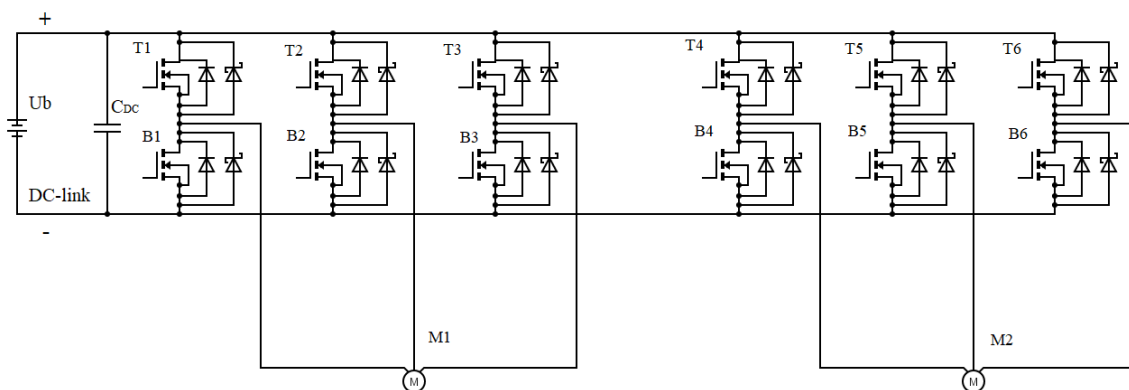 +
T1
T2
T3
T4
T5
T6
Ub
CDC
B1
B2
B3
B4
B5
B6
DC-link
-
M1
M2
M
M